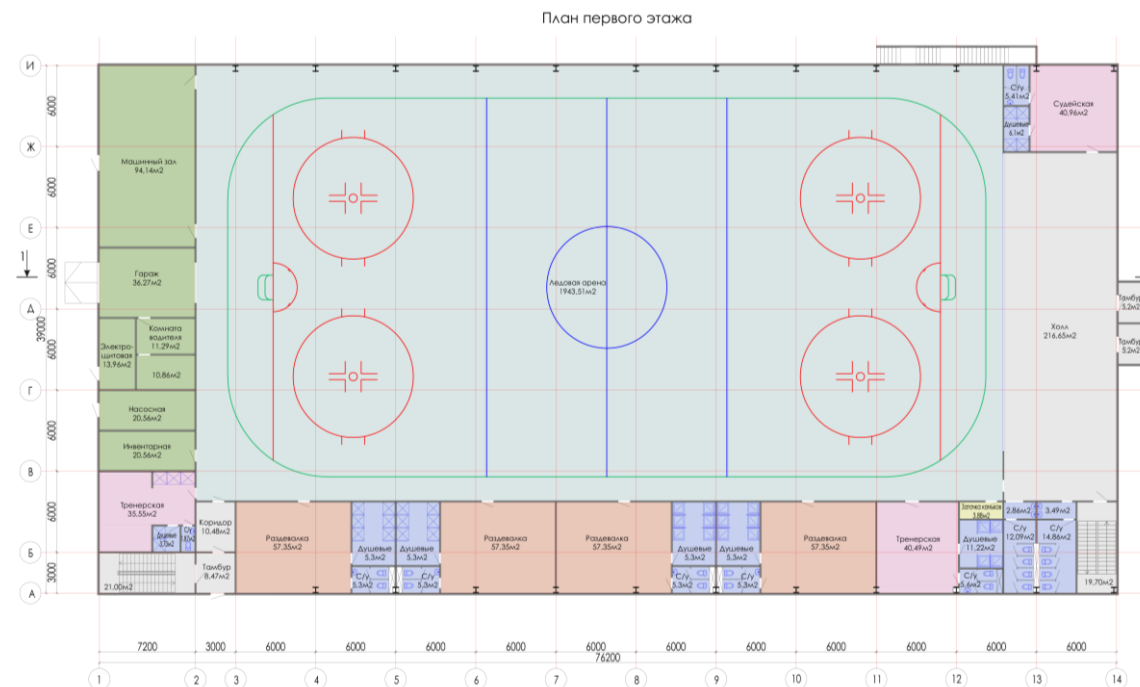 План первого этажа
И
Ж
Е
Д
Г
В
Б
А
6000
6000
6000
6000
6000
6000
3000
39000
1
Машинный зал
94,14м2
Гараж
36,27м2
Электро-
щитовая
13,96м2
Комната
водителя
11,29м2
10,86м2
Насосная
20,56м2
Инвентарная
20,56м2
Тренерская
35,55м2
Душевые
С/у
Коридор
10,48м2
Тамбур
8,47м2
21,00м2
Ледовая арена
1943,51м2
С/у
5,41м2
Душевые
6,1м2
Судейская
40,96м2
Холл
216,65м2
Тамбур
5,2м2
Тамбур
5,2м2
Раздевалка
57,35м2
Душевые
5,3м2
Душевые
5,3м2
С/у
5,3м2
С/у
5,3м2
Раздевалка
57,35м2
Раздевалка
57,35м2
Душевые
5,3м2
Душевые
5,3м2
С/у
5,3м2
С/у
5,3м2
Раздевалка
57,35м2
Тренерская
40,49м2
Заточка коньков
3,88м2
Душевые
11,22м2
С/у
5,6м2
2,86м2
3,49м2
С/у
12,09м2
С/у
14,86м2
19,70м2
7200
3000
6000
6000
6000
6000
6000
6000
6000
6000
6000
6000
6000
76200
1
2
3
4
5
6
7
8
9
10
11
12
13
14